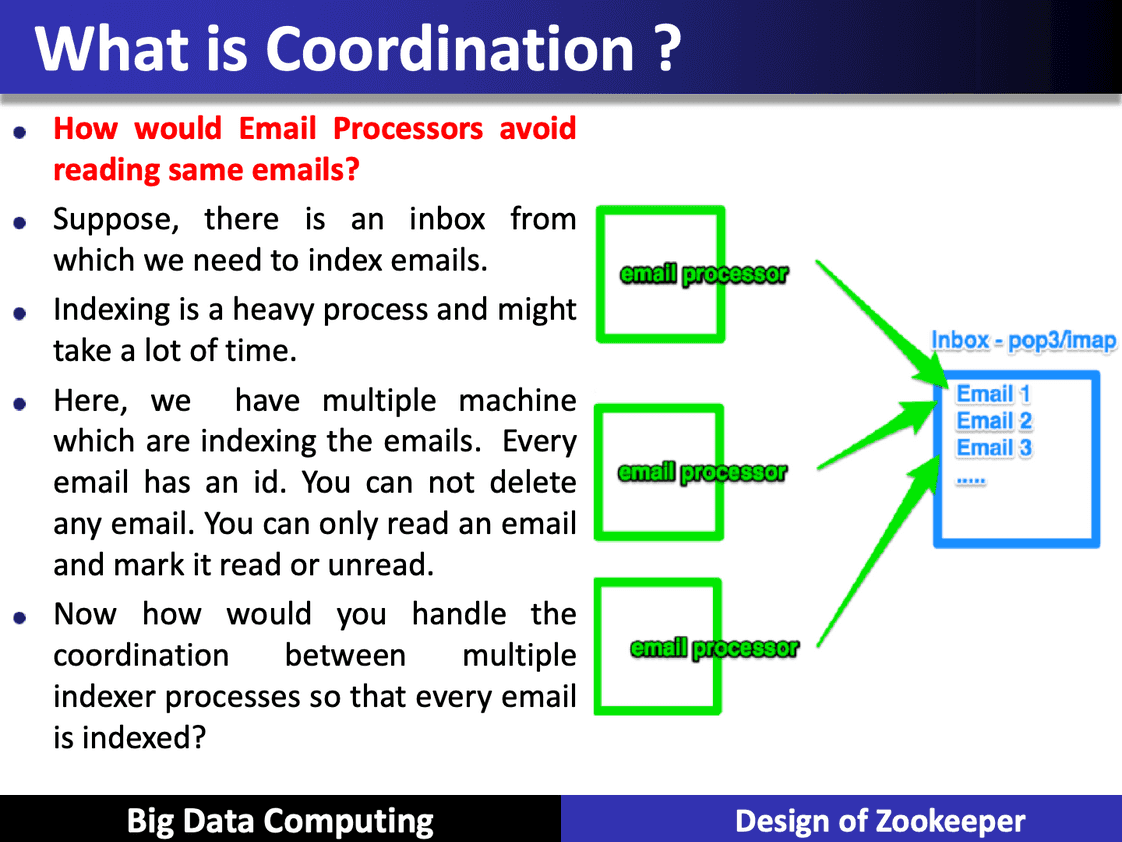 What is Coordination ?
How would Email Processors avoid
reading same emails?
Suppose, there is an inbox from
which we need to index emails.
Indexing is a heavy process and might
take a lot of time.
Here, we have multiple machine
which are indexing the emails. Every
email has an id. You can not delete
any email. You can only read an email
and mark it read or unread.
Now how would you handle the
coordination between multiple
indexer processes so that every email
is indexed?
email processor
email processor
email processor
Inbox - pop3/imap
Email 1
Email 2
Email 3
.....
Big Data Computing
Design of Zookeeper